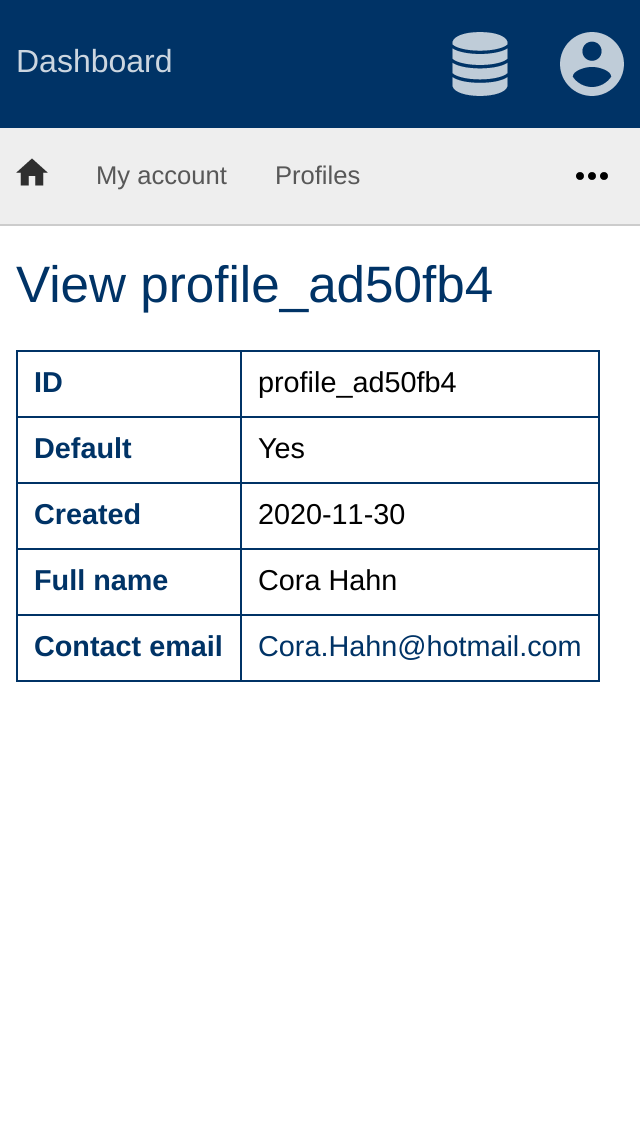 Dashboard
My account Profiles
View profile_ad50fb4
ID profile_ad50fb4
Default Yes
Created 2020-11-30
Full name Cora Hahn
Contact email Cora.Hahn@hotmail.com